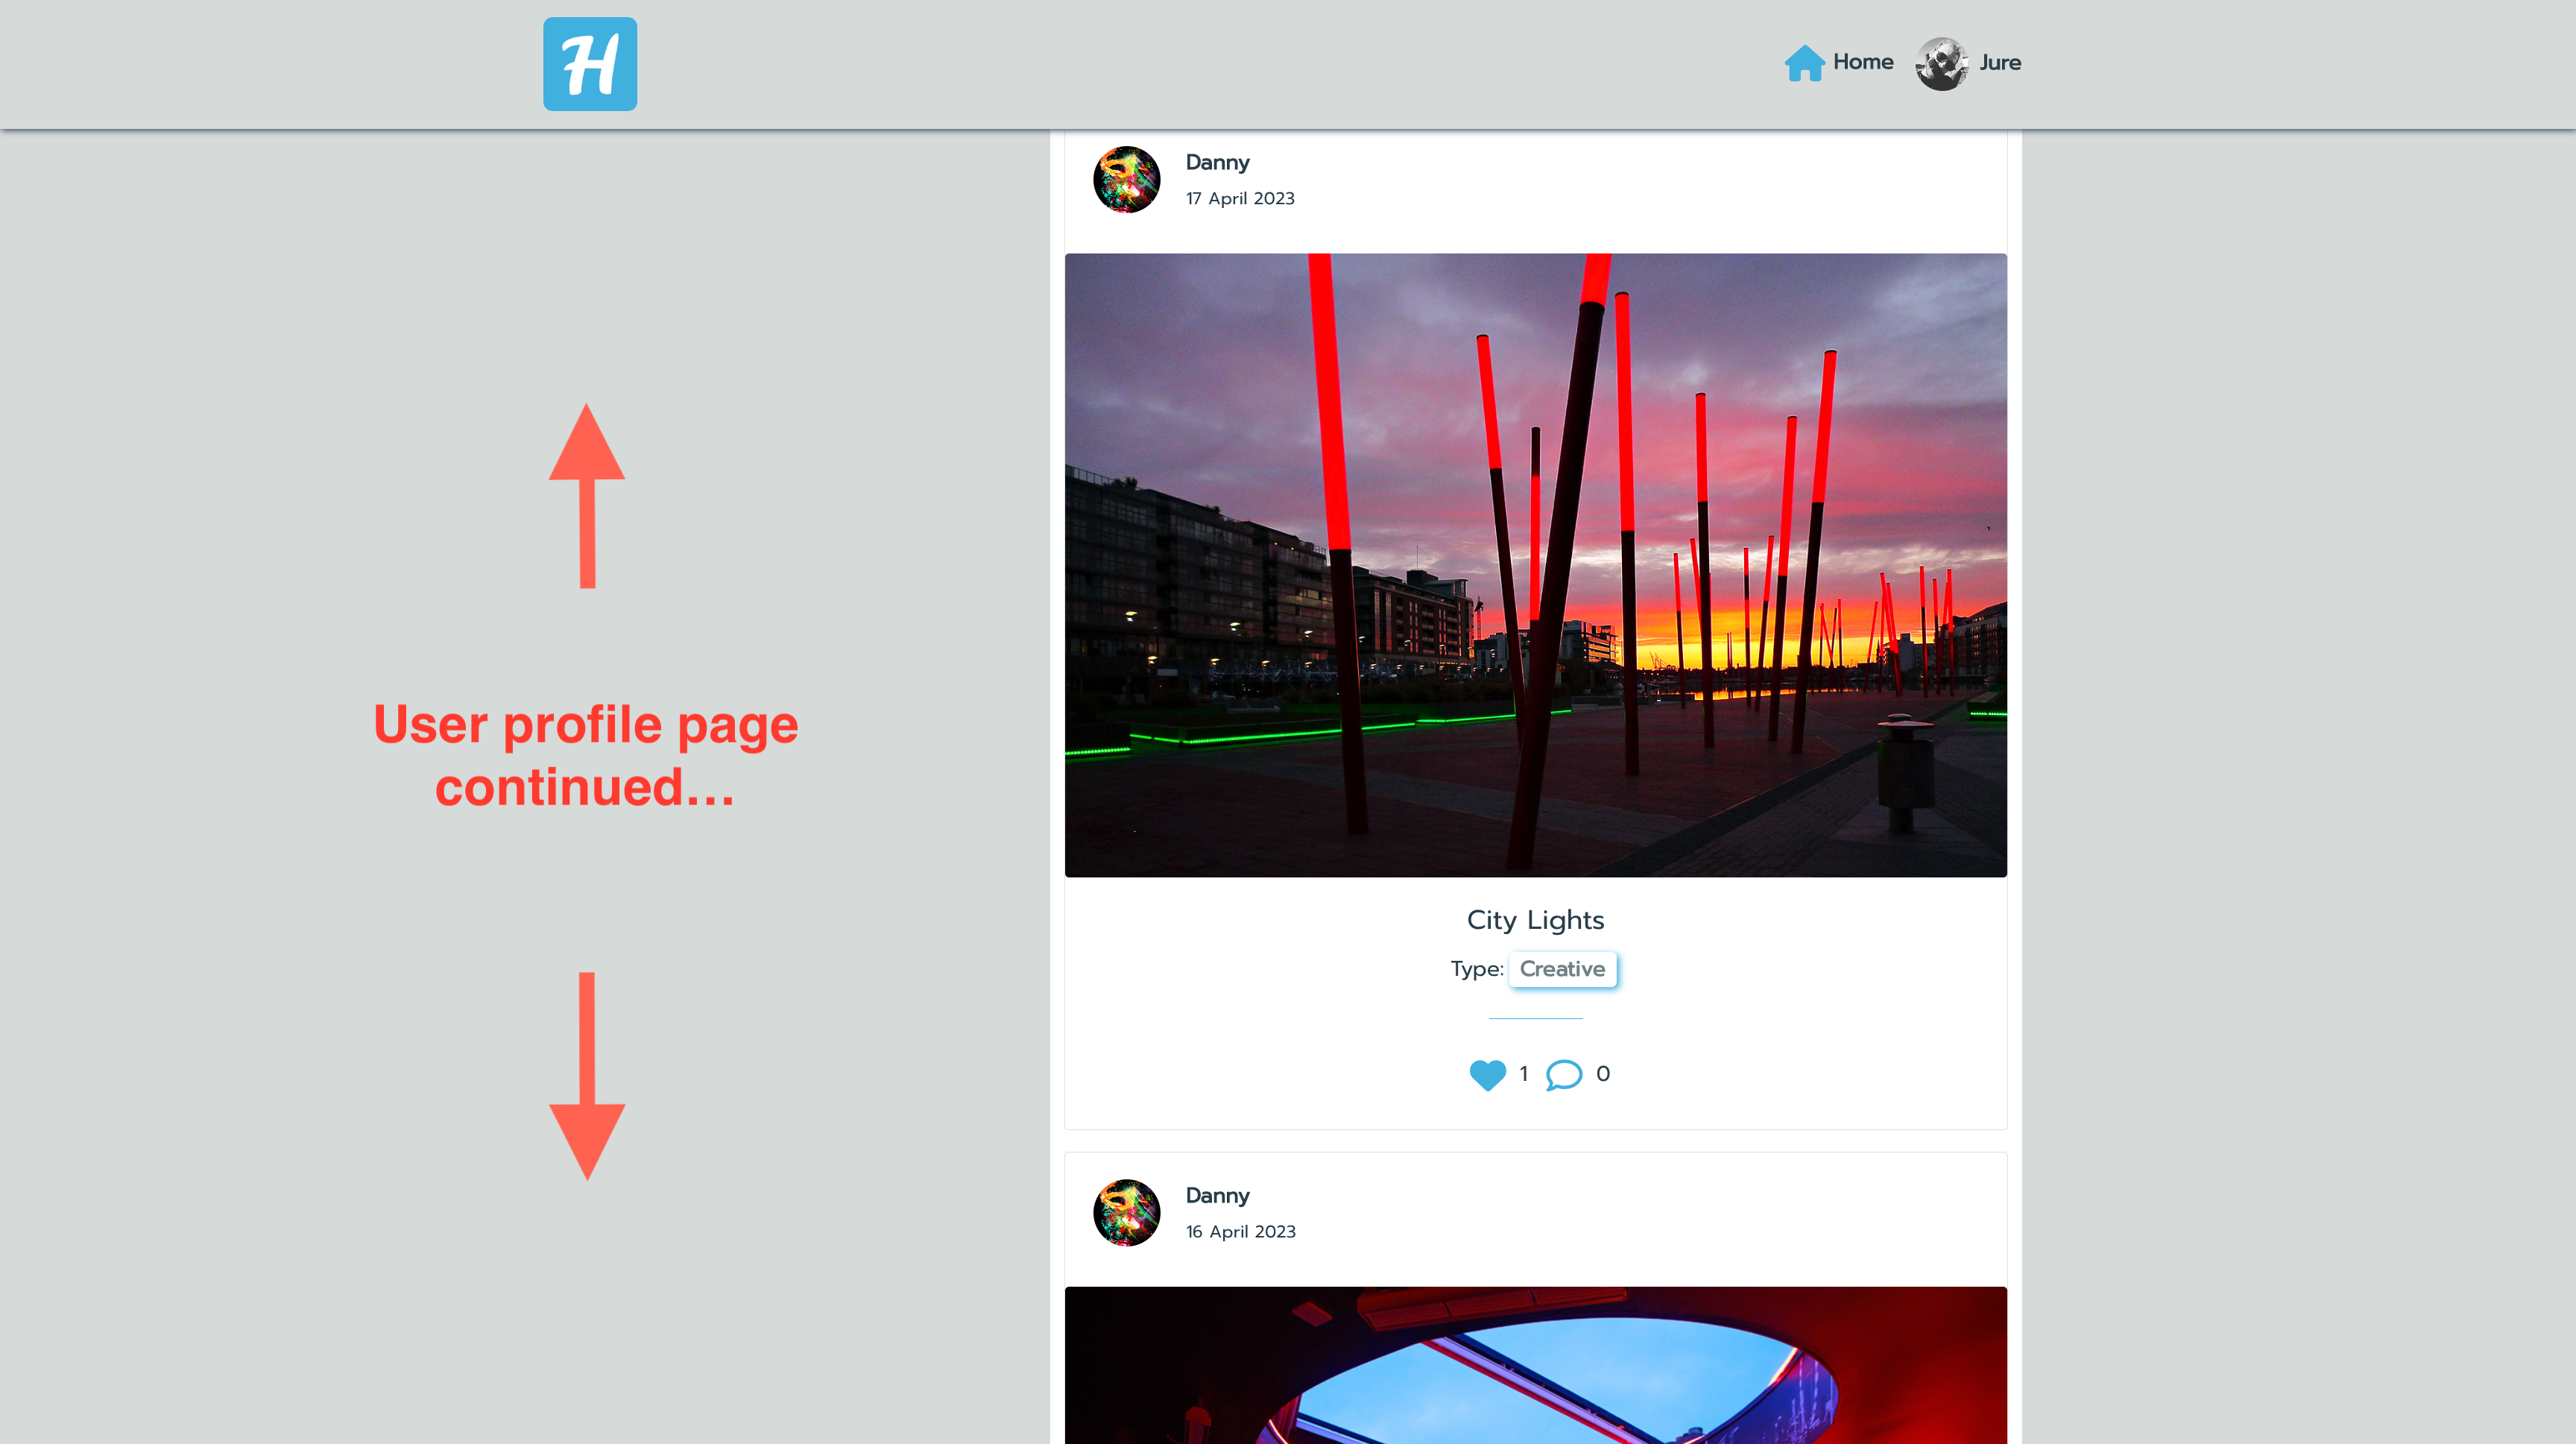 H
Home
Jure
Danny
17 April 2023
User profile page
continued...
City Lights
Type: Creative
1
0
Danny
16 April 2023